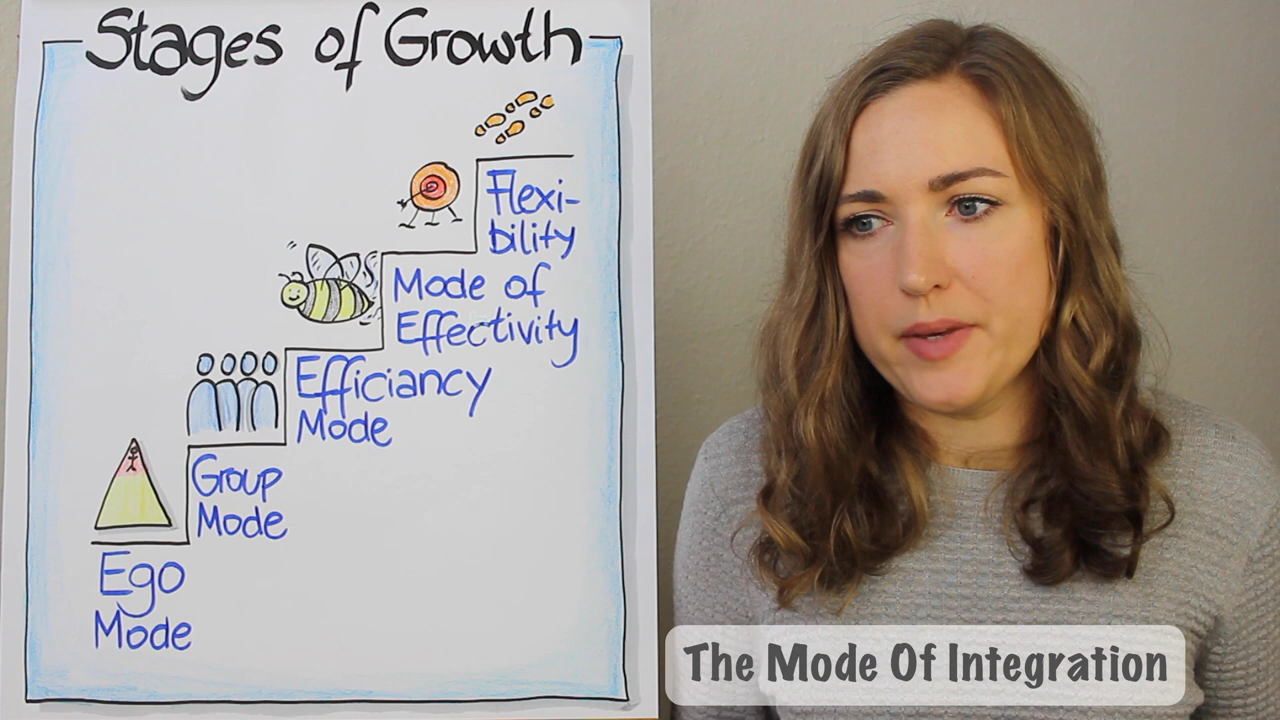 Stages of Growth
Flexi-
bility
Mode of
Effectivity
Efficiancy
Mode
Group
Mode
Ego
Mode
The Mode Of Integration